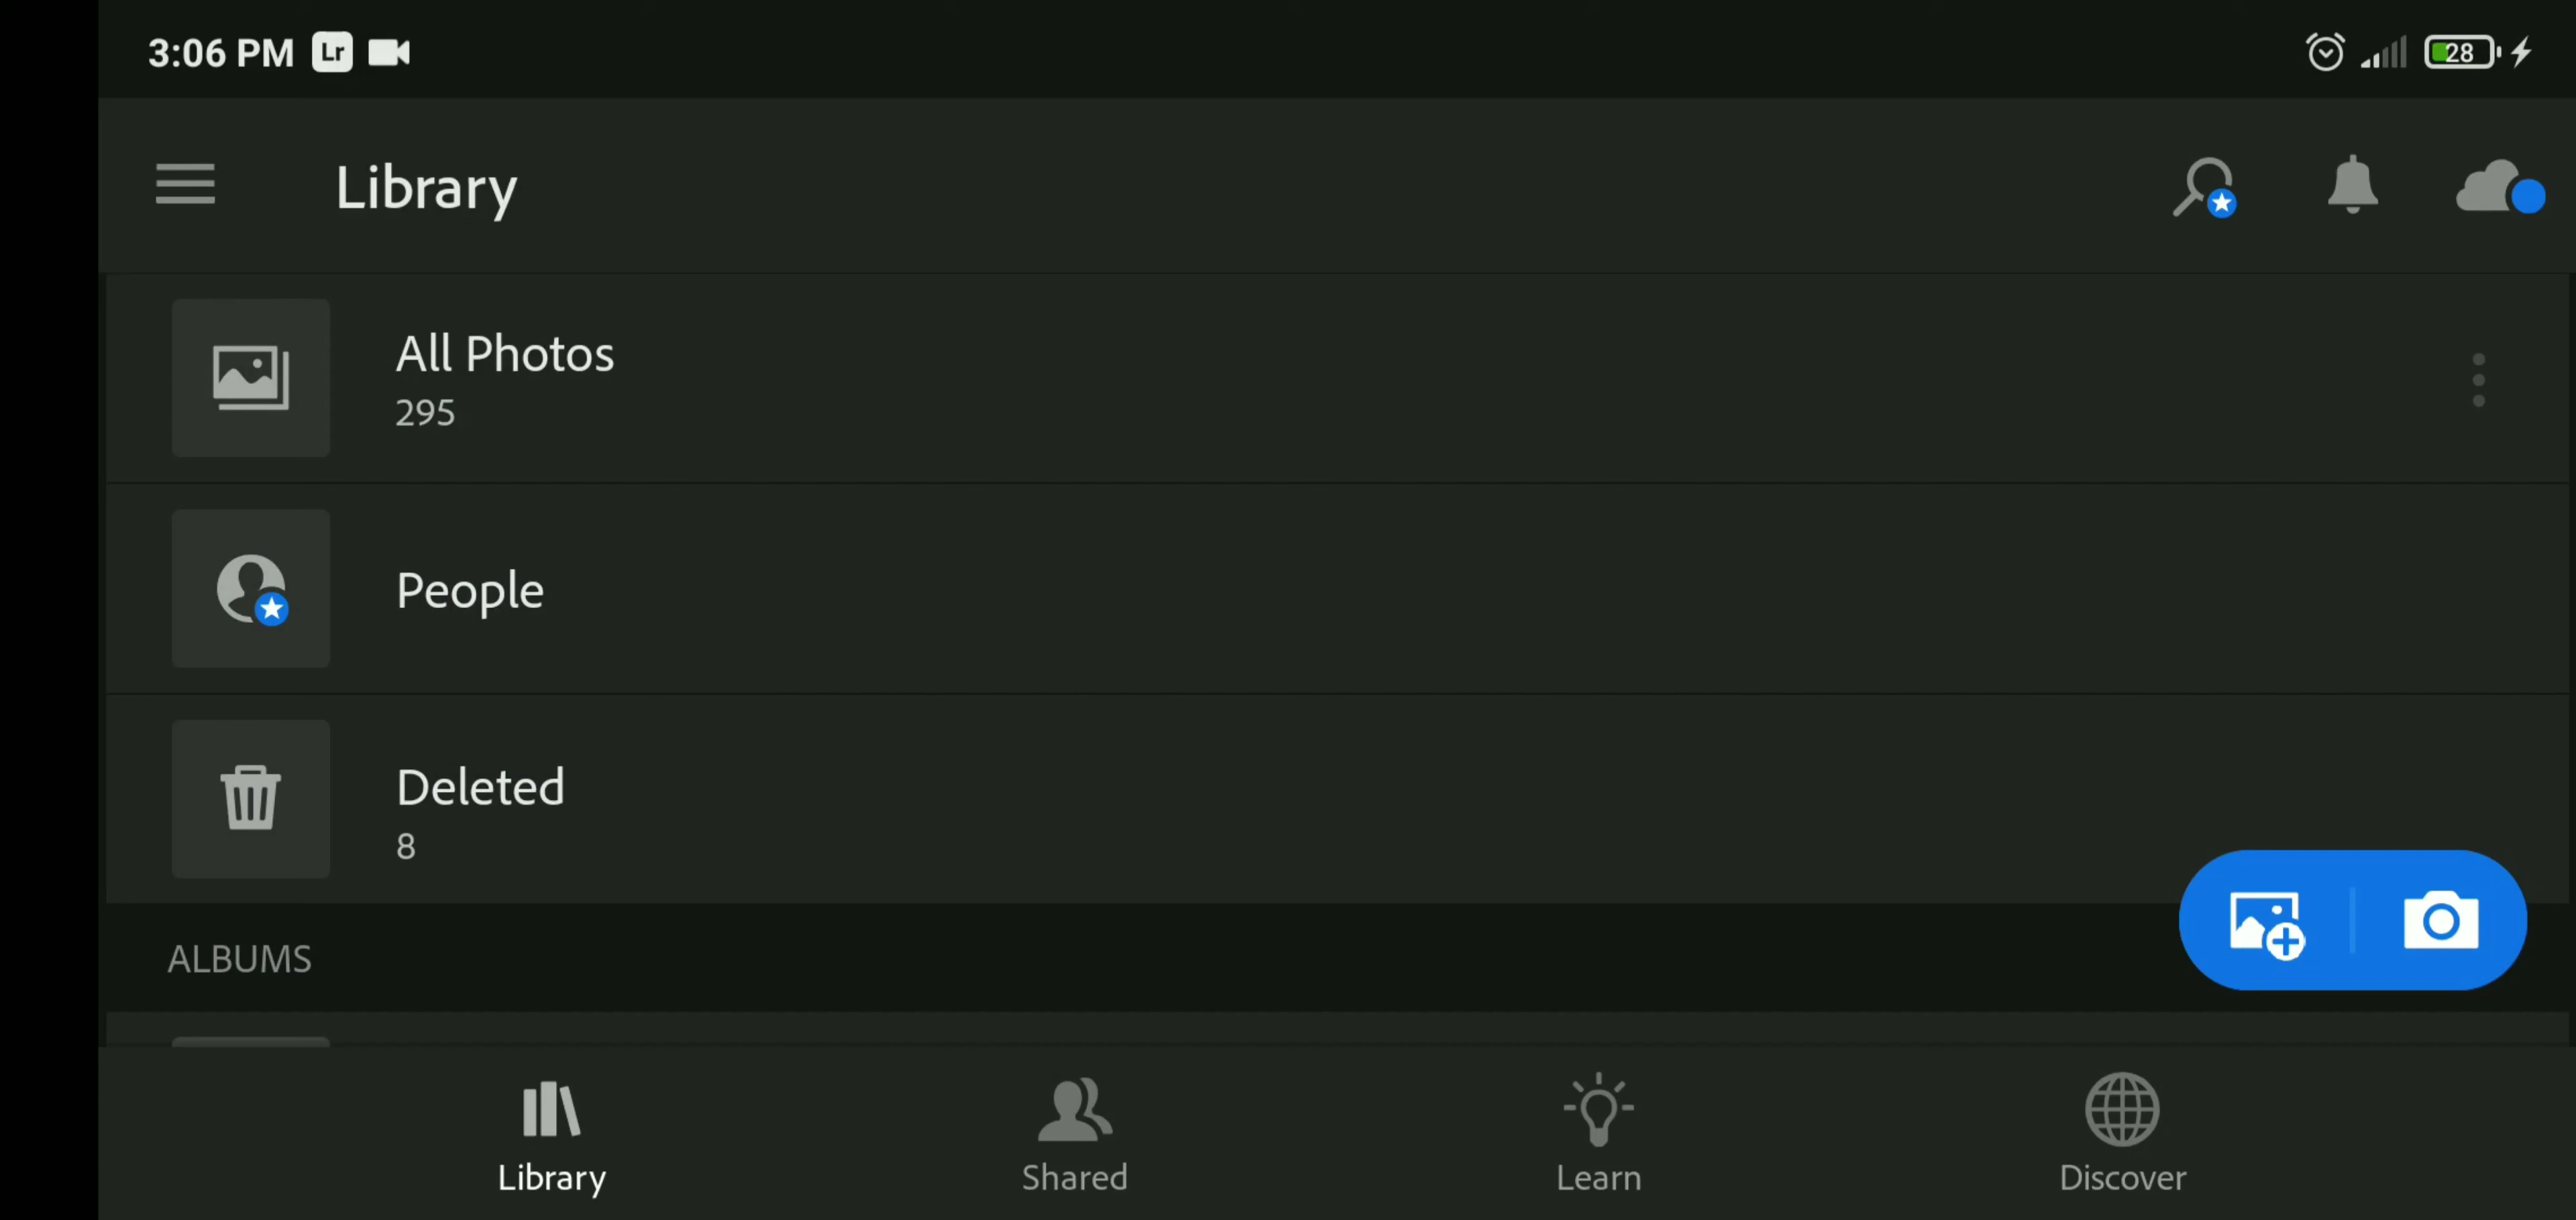 3:06 PM Lr 28
Library
All Photos
295
People
Deleted
8
ALBUMS
Library Shared Learn Discover